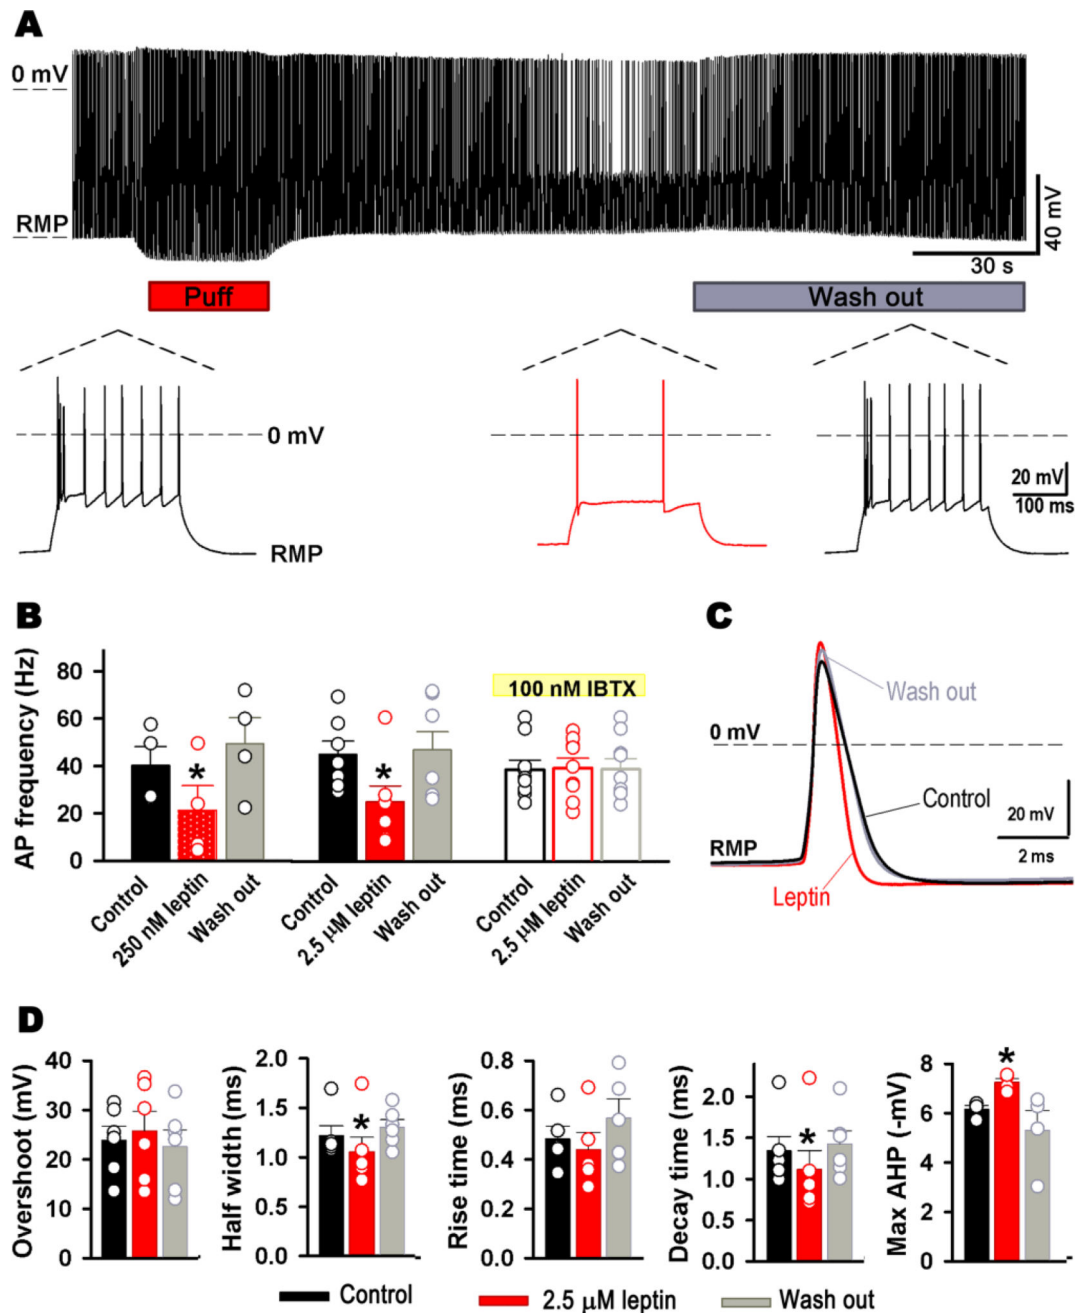 A
0 mV
RMP
40 mV
30 s
Puff
Wash out
0 mV
RMP
20 mV
100 ms
B
AP frequency (Hz)
80
60
40
20
0
100 nM IBTX
Control
250 nM leptin
Wash out
Control
2.5 μM leptin
Wash out
Control
2.5 μM leptin
Wash out
*
*
C
Wash out
0 mV
Control
20 mV
2 ms
RMP
Leptin
D
Overshoot (mV)
40
30
20
10
0
Half width (ms)
2.0
1.5
1.0
0.5
0.0
*
Rise time (ms)
0.8
0.6
0.4
0.2
0.0
Decay time (ms)
2.0
1.5
1.0
0.5
0.0
*
Max AHP (-mV)
8
6
4
2
0
*
Control
2.5 μM leptin
Wash out